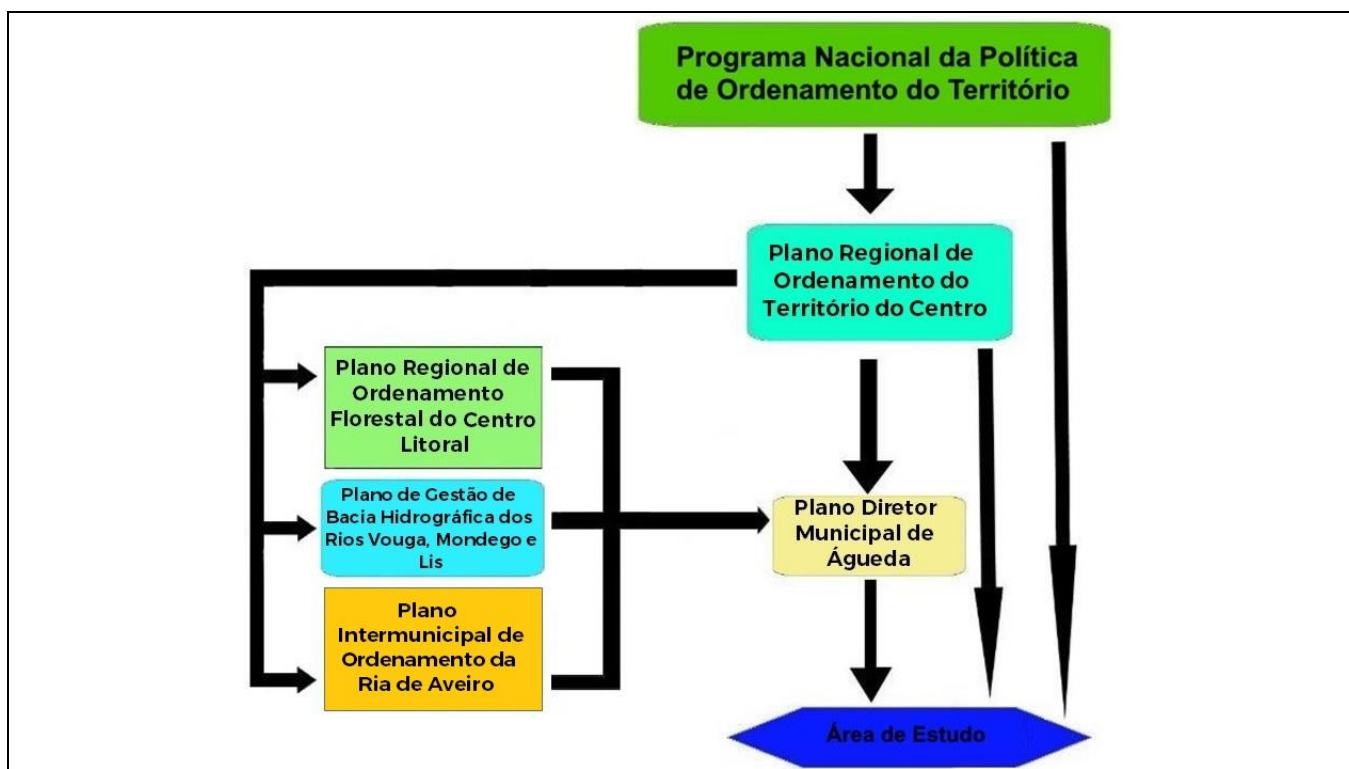 Programa Nacional da Política
de Ordenamento do Território
Plano Regional de
Ordenamento do
Território do Centro
Plano Regional de
Ordenamento
Florestal do Centro
Litoral
Plano de Gestão de
Bacia Hidrográfica dos
Rios Vouga, Mondego e
Lis
Plano
Intermunicipal de
Ordenamento da
Ria de Aveiro
Plano Diretor
Municipal de
Águeda
Área de Estudo